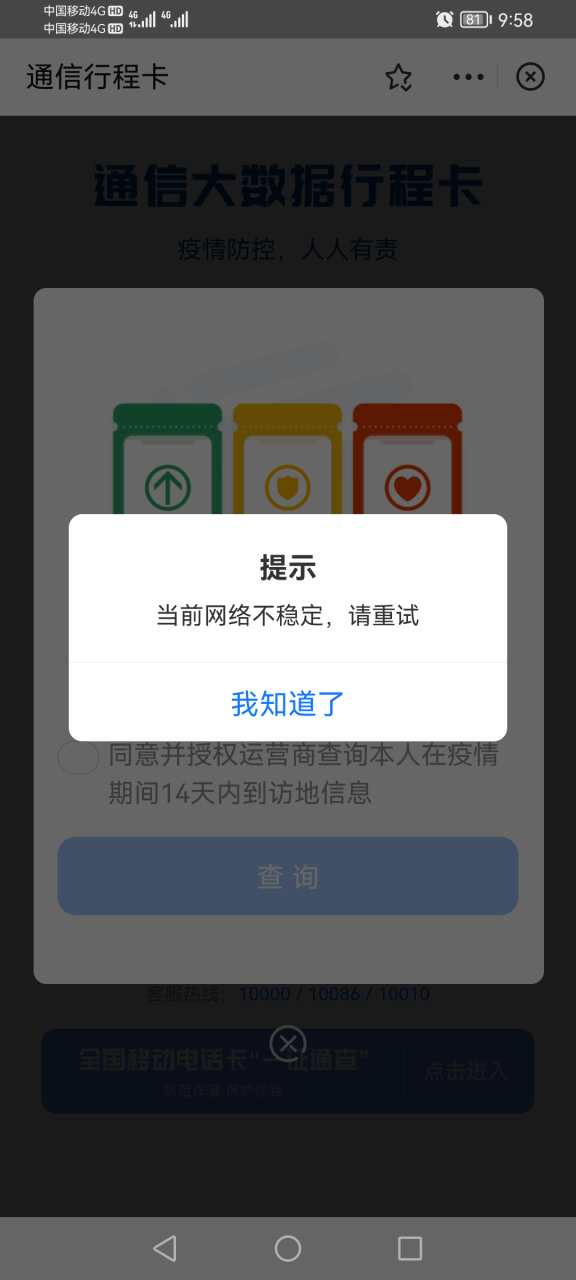 中国移动4G HD
中国移动4G HD
4G 4G
81 9:58
通信行程卡
通信大数据行程卡
疫情防控，人人有责
提示
当前网络不稳定，请重试
我知道了
同意并授权运营商查询本人在疫情
期间14天内到访地信息
查 询
客服热线：10000 / 10086 / 10010
全国移动电话卡“一证通查”
点击进入